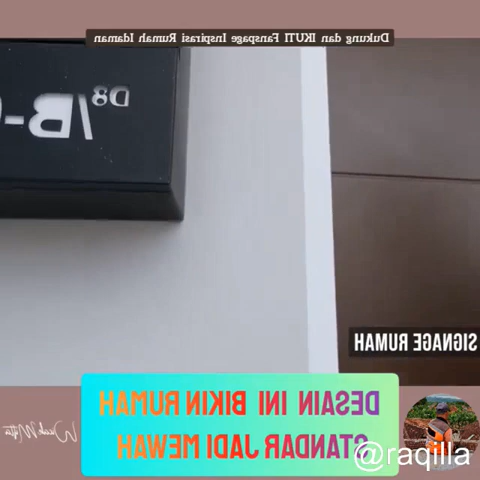 Dukung dan IKUTI Fanspage Inspirasi Rumah Idaman
D8
SIGNAGE RUMAH
DESAIN INI BIKIN RUMAH
STANDAR JADI MEWAH
@raqilla